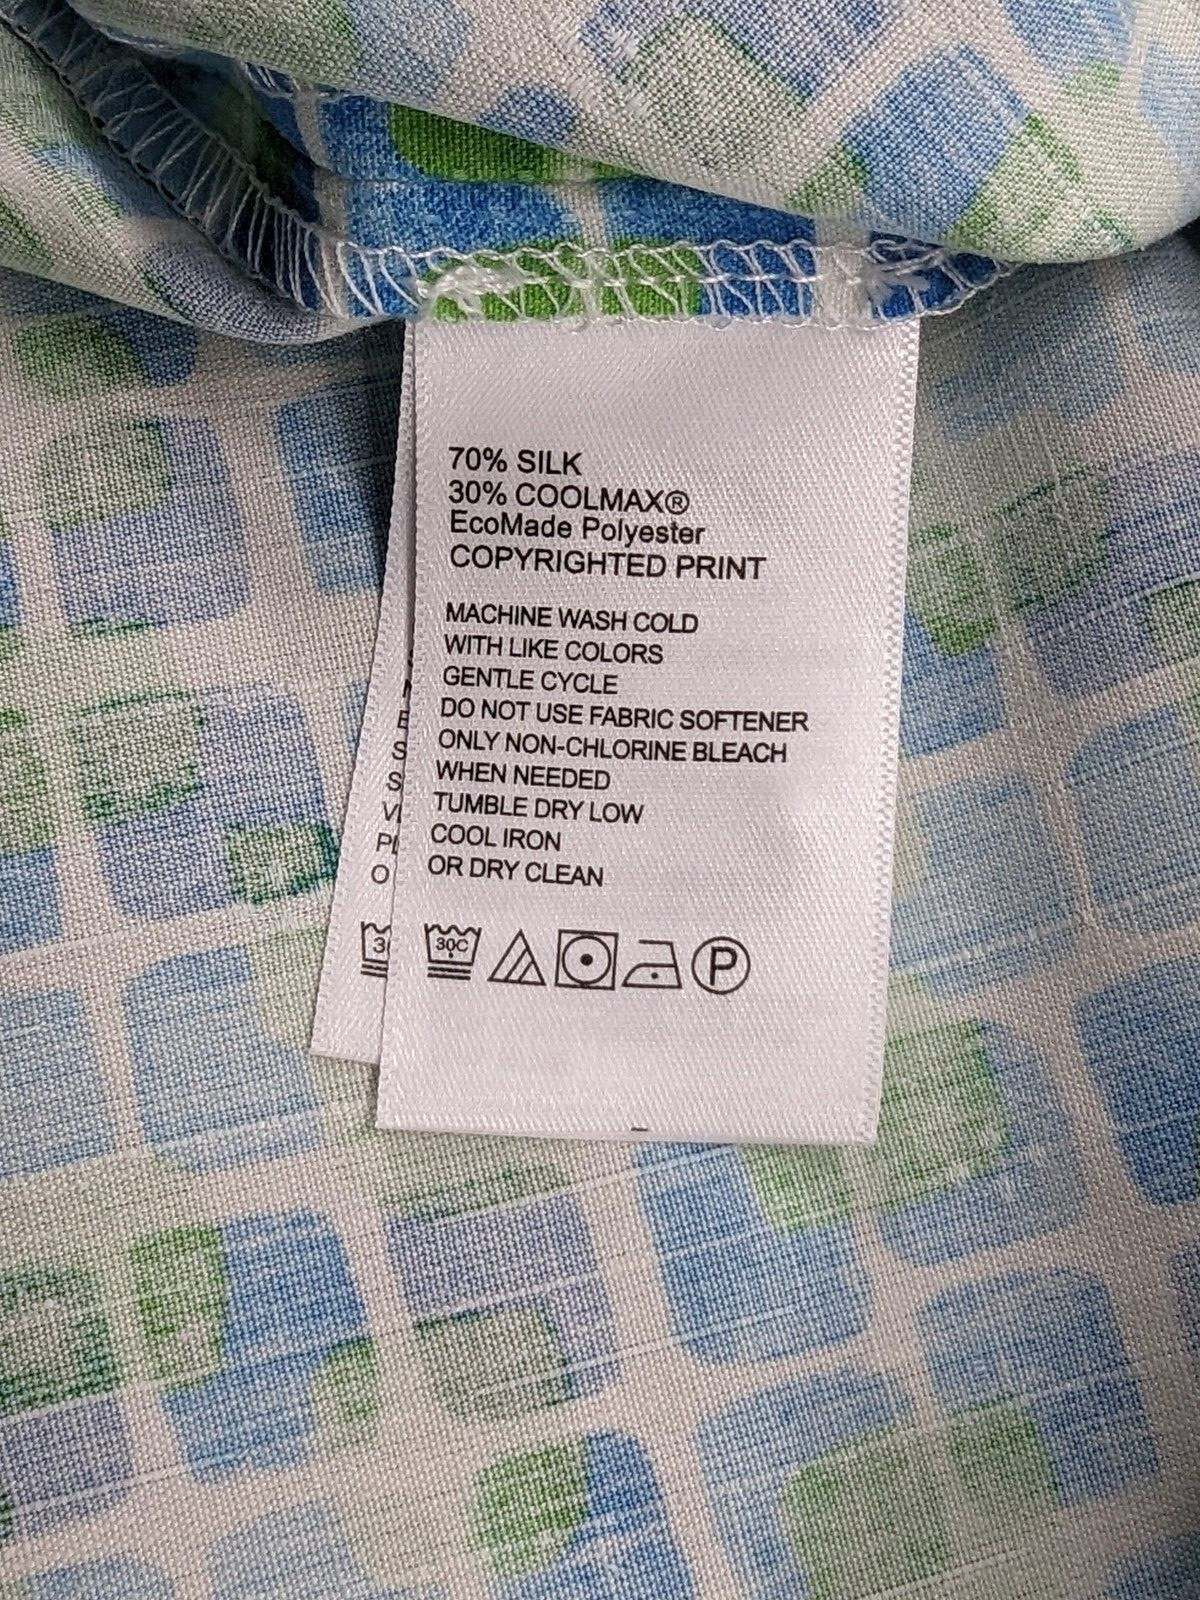 70% SILK
30% COOLMAX®
EcoMade Polyester
COPYRIGHTED PRINT
MACHINE WASH COLD
WITH LIKE COLORS
GENTLE CYCLE
DO NOT USE FABRIC SOFTENER
ONLY NON-CHLORINE BLEACH
WHEN NEEDED
TUMBLE DRY LOW
COOL IRON
OR DRY CLEAN
30C P